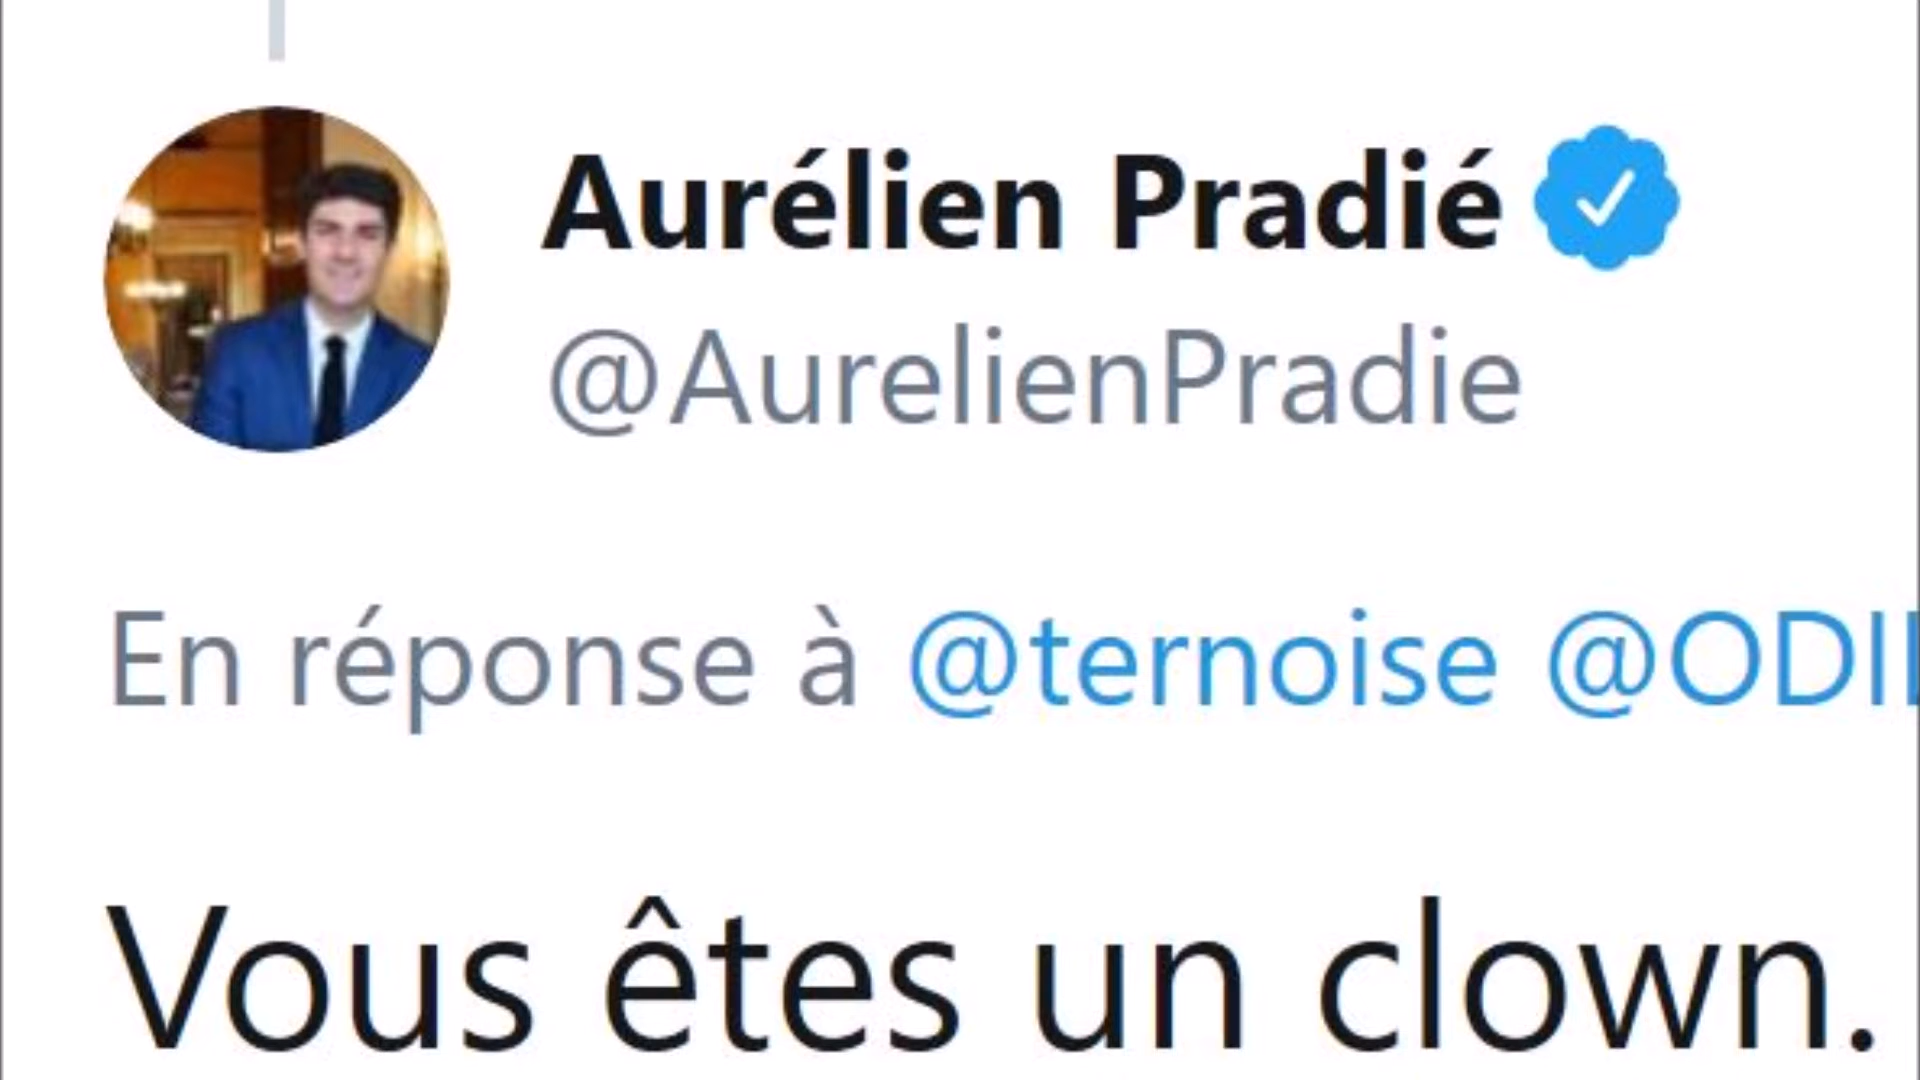 Aurélien Pradié
@AurelienPradie
En réponse à @ternoise
Vous êtes un clown.